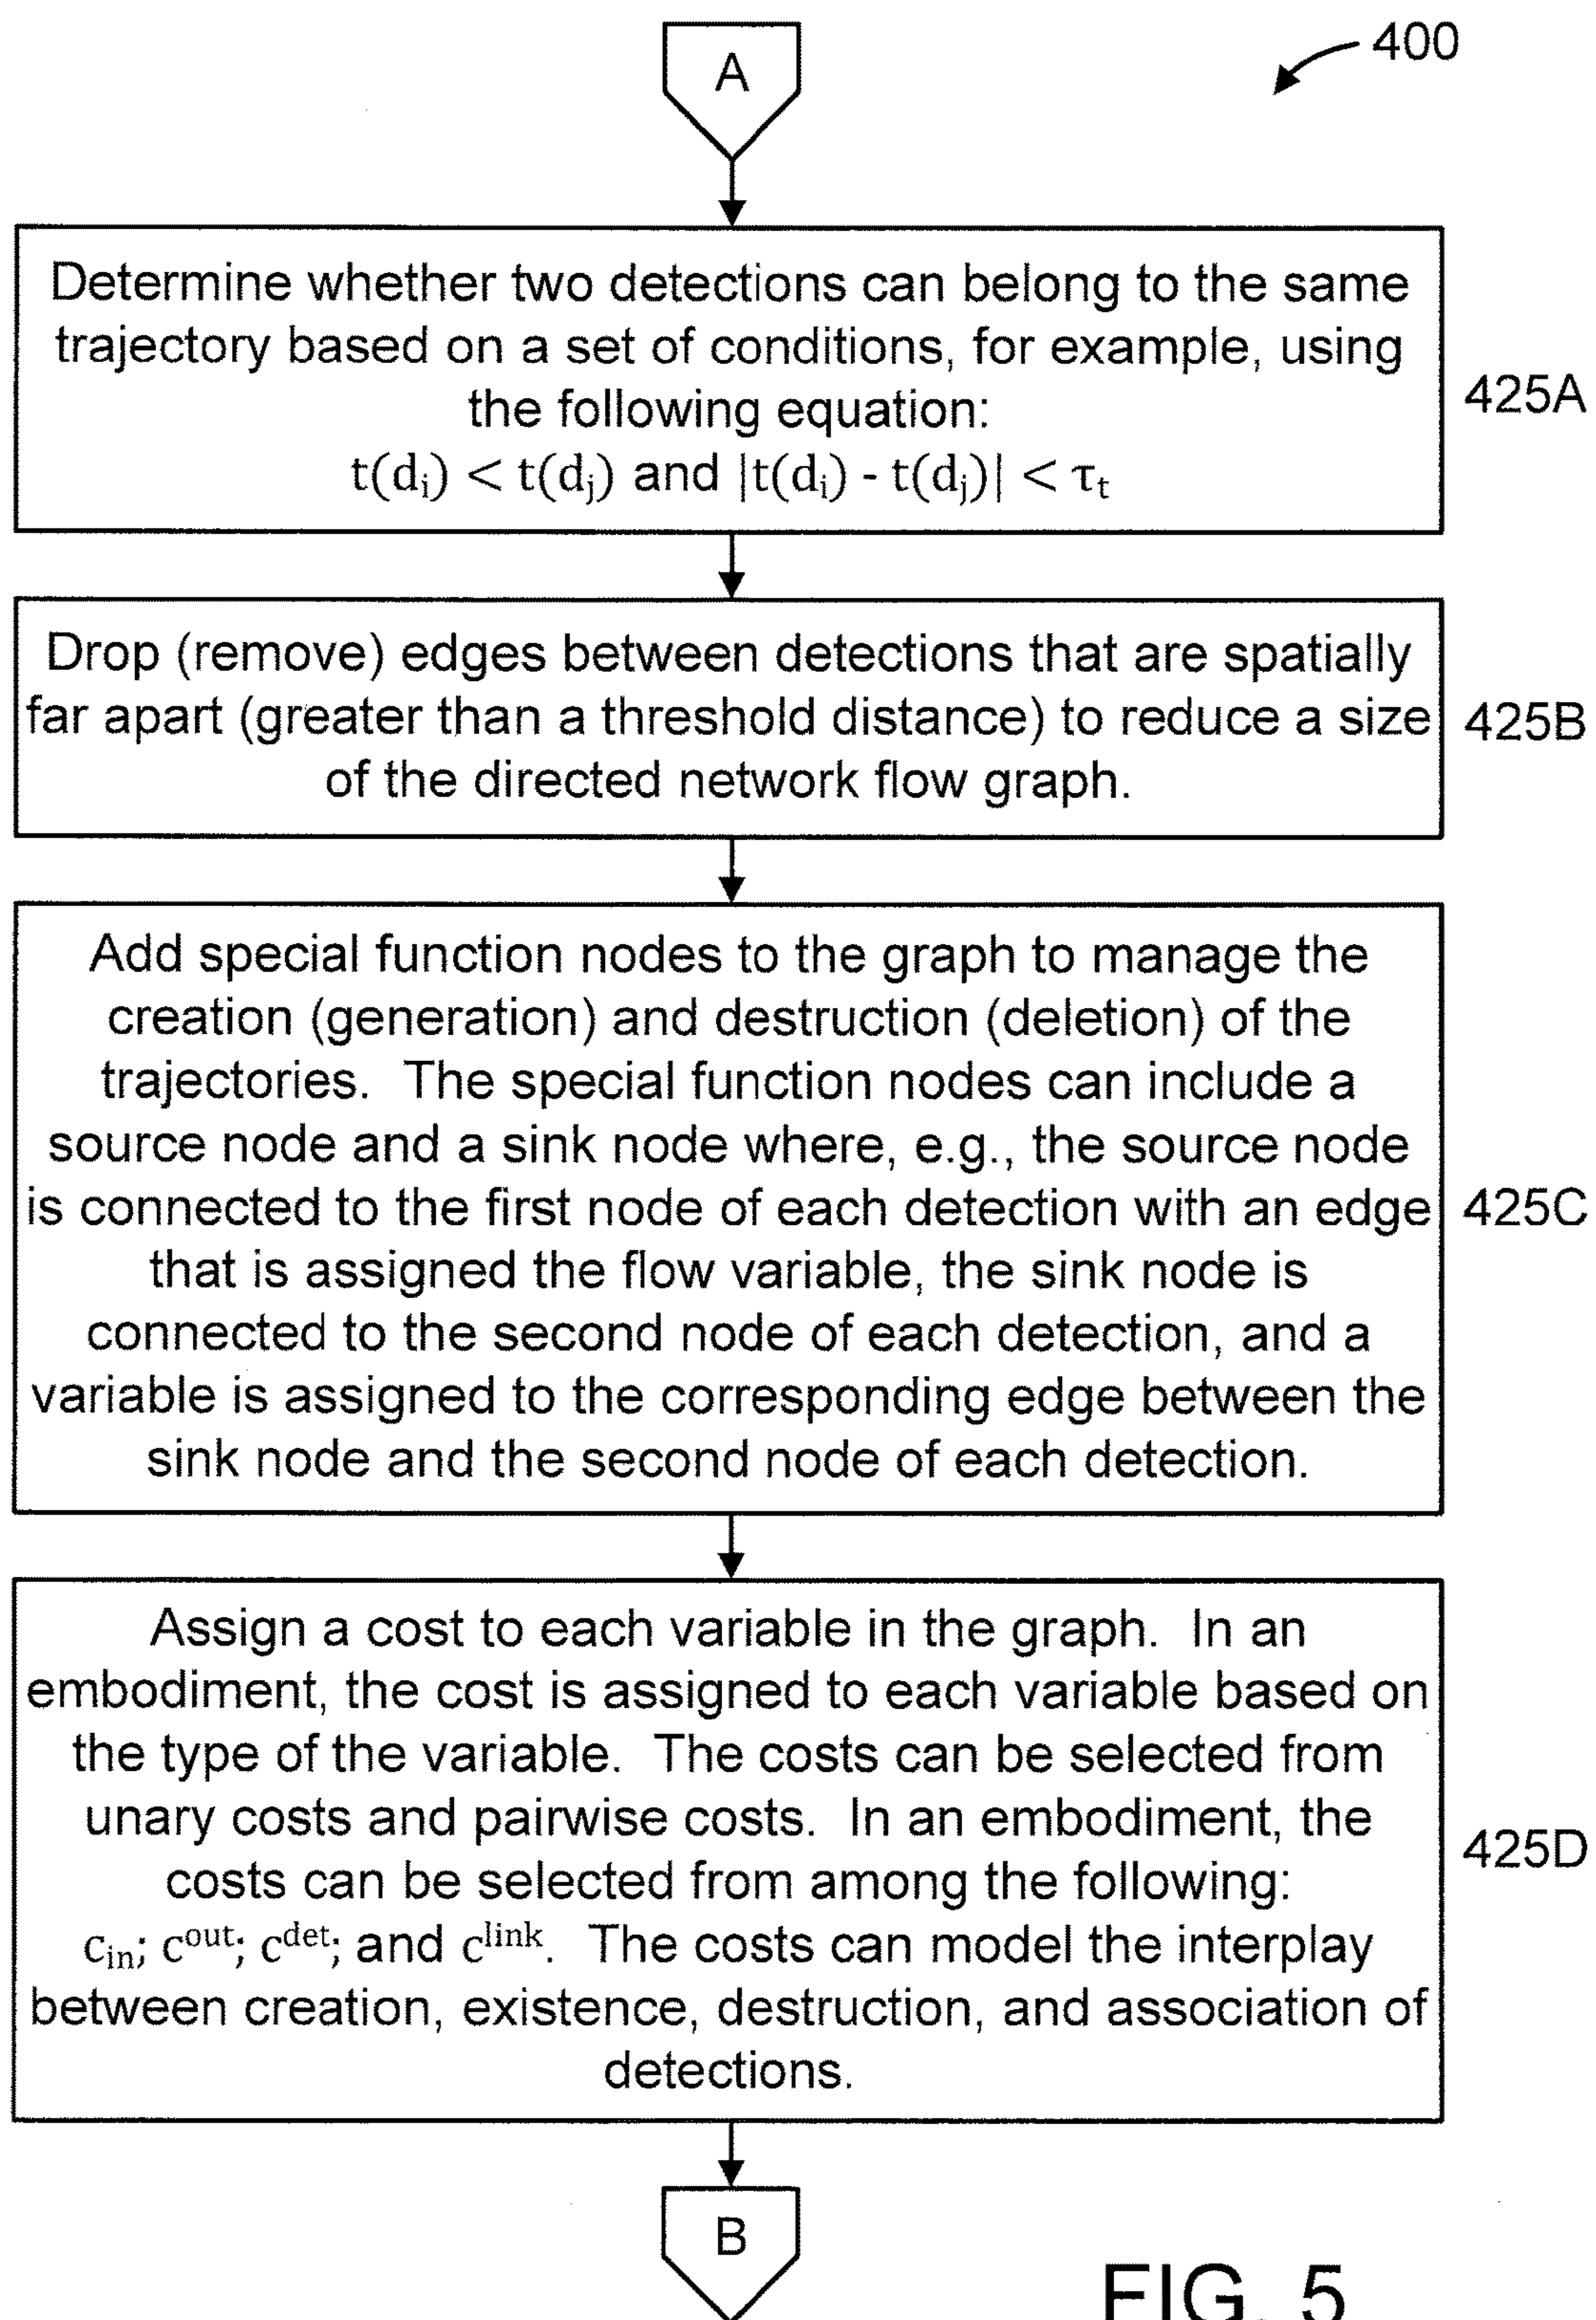 A
400
Determine whether two detections can belong to the same
trajectory based on a set of conditions, for example, using
the following equation:
t(dᵢ) < t(dⱼ) and |t(dᵢ) - t(dⱼ)| < τₜ
425A
Drop (remove) edges between detections that are spatially
far apart (greater than a threshold distance) to reduce a size
of the directed network flow graph.
425B
Add special function nodes to the graph to manage the
creation (generation) and destruction (deletion) of the
trajectories. The special function nodes can include a
source node and a sink node where, e.g., the source node
is connected to the first node of each detection with an edge
that is assigned the flow variable, the sink node is
connected to the second node of each detection, and a
variable is assigned to the corresponding edge between the
sink node and the second node of each detection.
425C
Assign a cost to each variable in the graph. In an
embodiment, the cost is assigned to each variable based on
the type of the variable. The costs can be selected from
unary costs and pairwise costs. In an embodiment, the
costs can be selected from among the following:
cᵢₙ; cᵒᵘᵗ; cᵈᵉᵗ; and cˡⁱⁿᵏ. The costs can model the interplay
between creation, existence, destruction, and association of
detections.
425D
B
FIG. 5